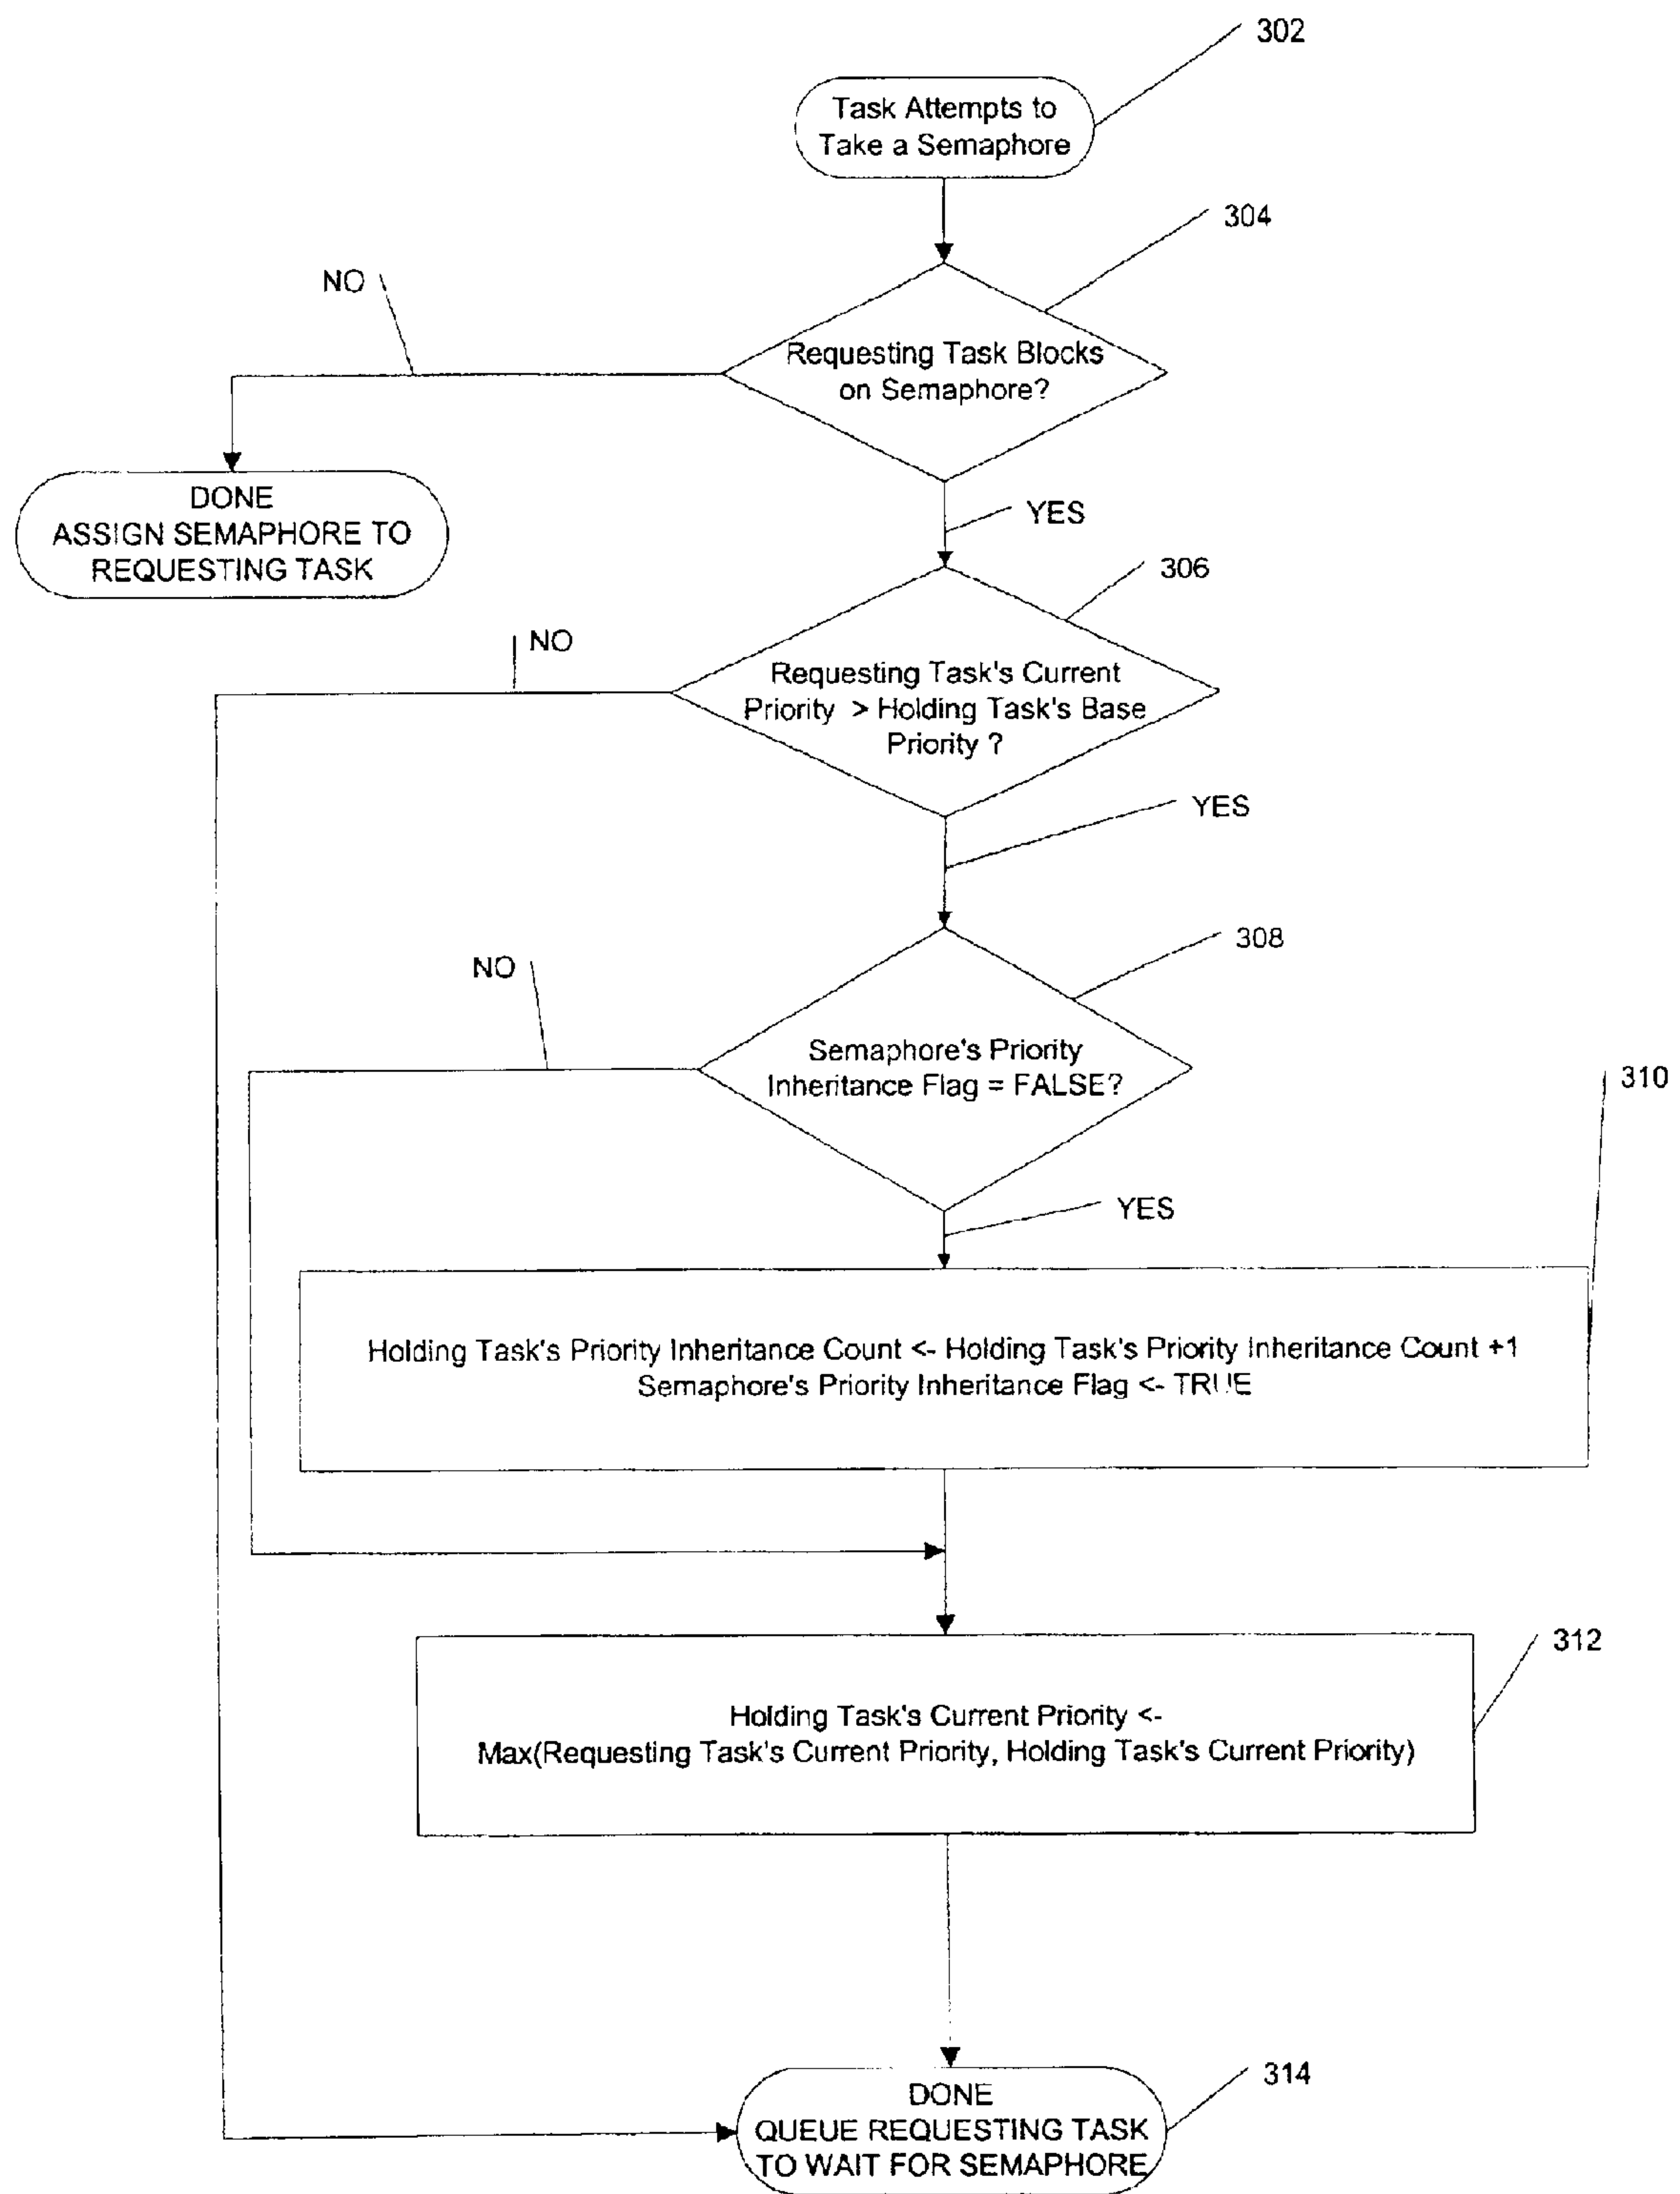 302
Task Attempts to
Take a Semaphore
304
NO
Requesting Task Blocks
on Semaphore?
DONE
ASSIGN SEMAPHORE TO
REQUESTING TASK
YES
306
NO
Requesting Task's Current
Priority > Holding Task's Base
Priority ?
YES
308
NO
Semaphore's Priority
Inheritance Flag = FALSE?
310
YES
Holding Task's Priority Inheritance Count <- Holding Task's Priority Inheritance Count +1
Semaphore's Priority Inheritance Flag <- TRUE
312
Holding Task's Current Priority <-
Max(Requesting Task's Current Priority, Holding Task's Current Priority)
314
DONE
QUEUE REQUESTING TASK
TO WAIT FOR SEMAPHORE